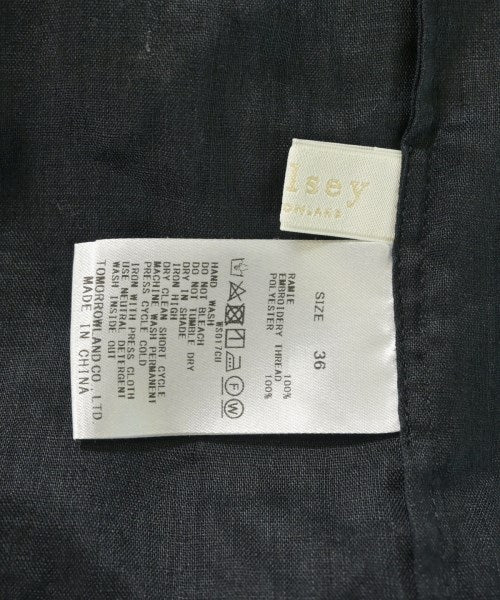 lsey
SIZE 36
RAMIE 100%
EMBROIDERY THREAD
POLYESTER 100%
WS017CU
HAND WASH
DO NOT BLEACH
DO NOT TUMBLE DRY
DRY IN SHADE
IRON HIGH
DRY CLEAN SHORT CYCLE
MACHINE WASH PERMANENT
PRESS CYCLE COLD
IRON WITH PRESS CLOTH
USE NEUTRAL DETERGENT
WASH INSIDE OUT
TOMORROWLAND CO., LTD
MADE IN CHINA